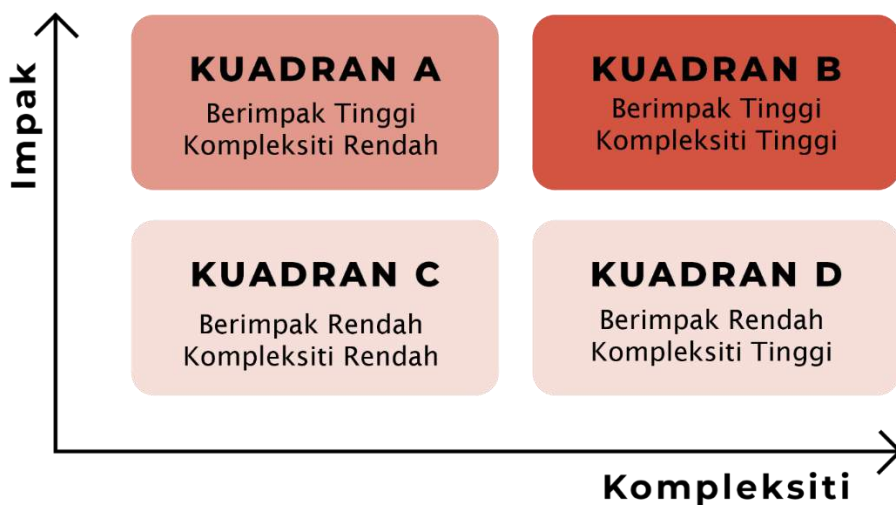 Impak
KUADRAN A
Berimpak Tinggi
Kompleksiti Rendah
KUADRAN B
Berimpak Tinggi
Kompleksiti Tinggi
KUADRAN C
Berimpak Rendah
Kompleksiti Rendah
KUADRAN D
Berimpak Rendah
Kompleksiti Tinggi
Kompleksiti